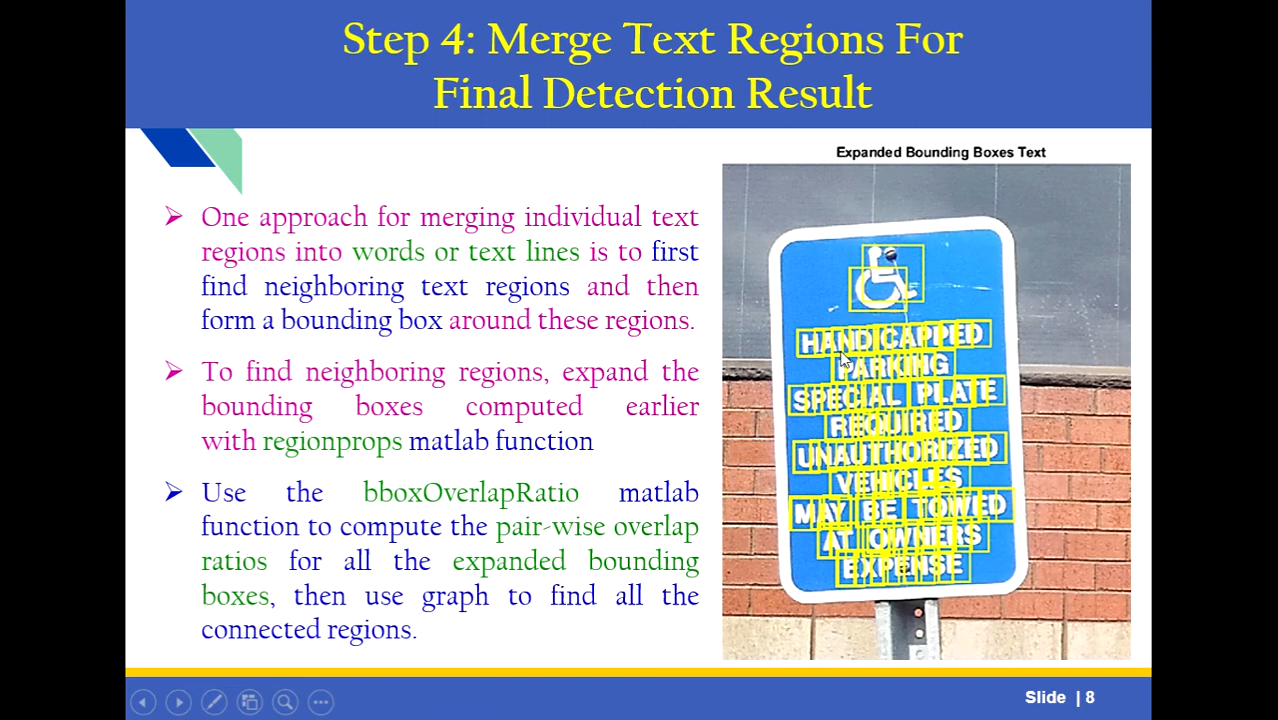 Step 4: Merge Text Regions For
Final Detection Result
Expanded Bounding Boxes Text
One approach for merging individual text
regions into words or text lines is to first
find neighboring text regions and then
form a bounding box around these regions.
To find neighboring regions, expand the
bounding boxes computed earlier
with regionprops matlab function
Use the bboxOverlapRatio matlab
function to compute the pair-wise overlap
ratios for all the expanded bounding
boxes, then use graph to find all the
connected regions.
HANDICAPPED
PARKING
SPECIAL PLATE
REQUIRED
UNAUTHORIZED
VEHICLES
MAY BE TOWED
AT OWNERS
EXPENSE
Slide | 8